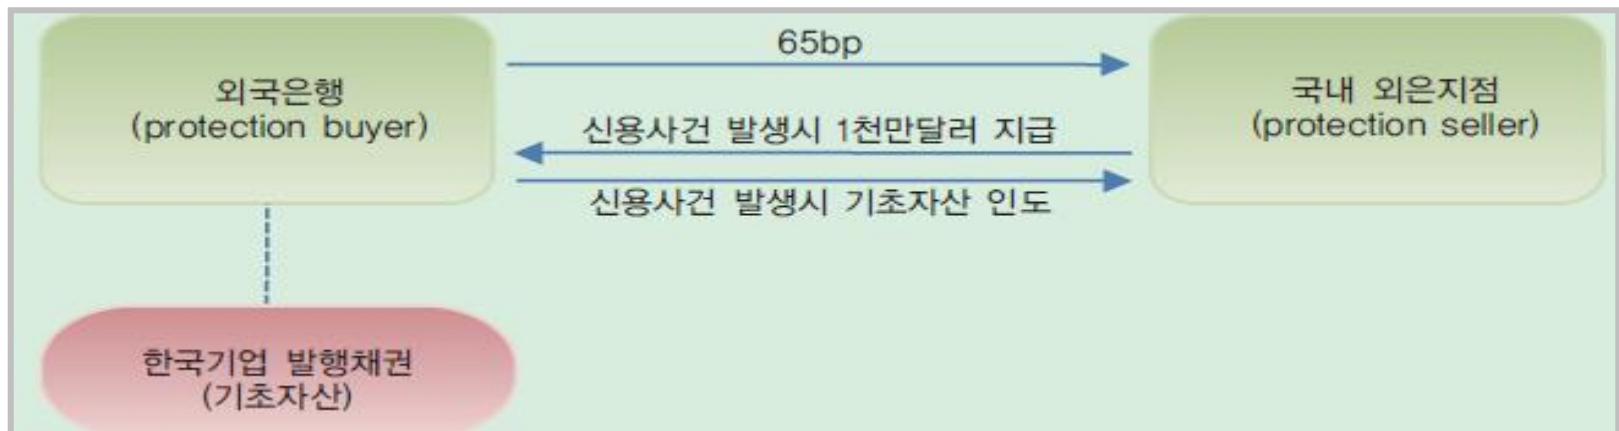 65bp
외국은행
(protection buyer)
국내 외은지점
(protection seller)
신용사건 발생시 1천만달러 지급
신용사건 발생시 기초자산 인도
한국기업 발행채권
(기초자산)